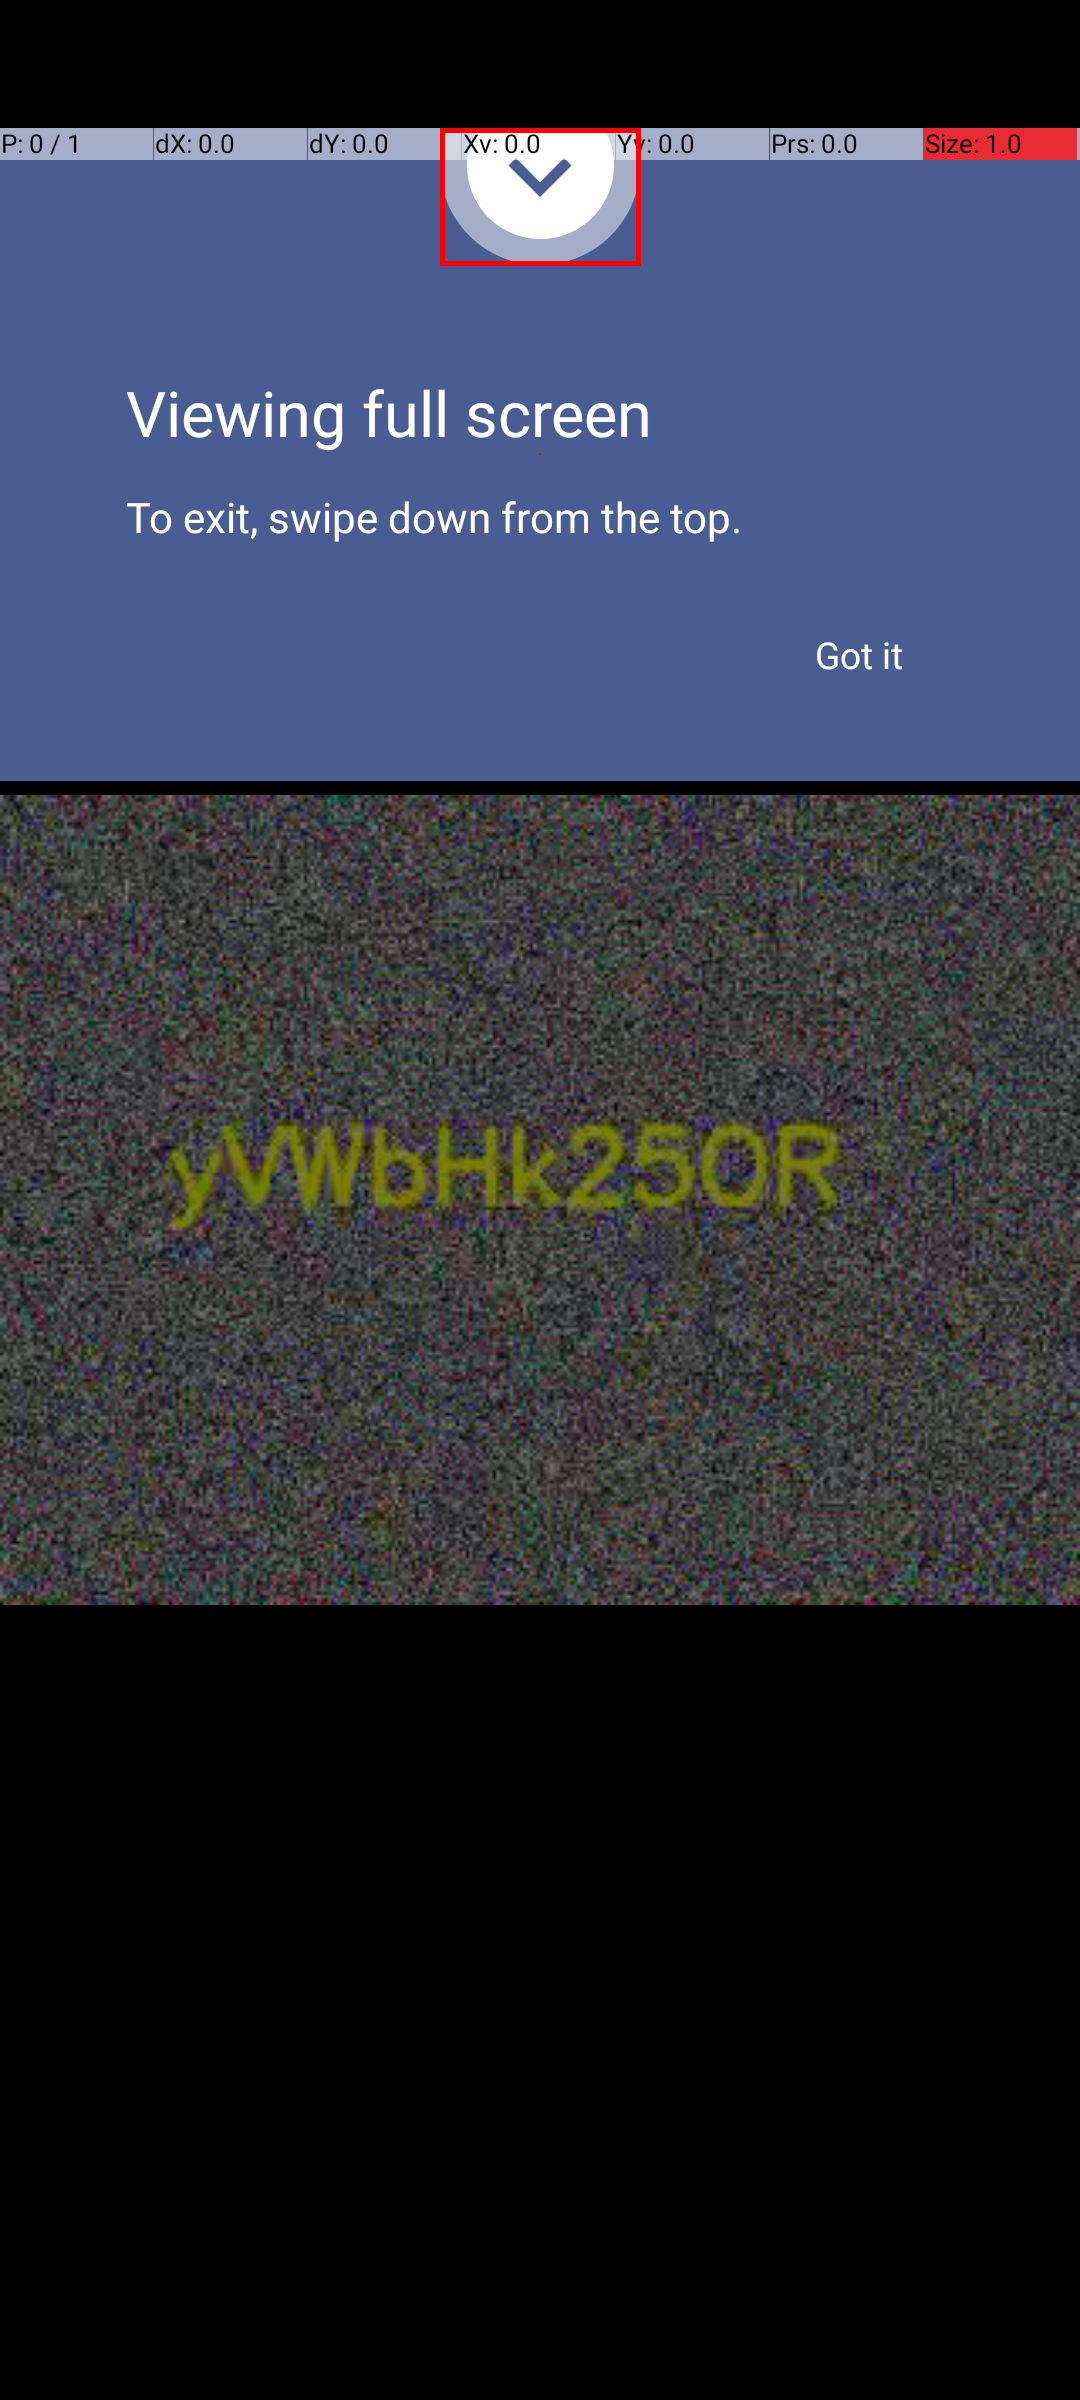 P: 0 / 1 dX: 0.0 dY: 0.0 Xv: 0.0 Yv: 0.0 Prs: 0.0 Size: 1.0
Viewing full screen
To exit, swipe down from the top.
Got it
yVWbHk25OR